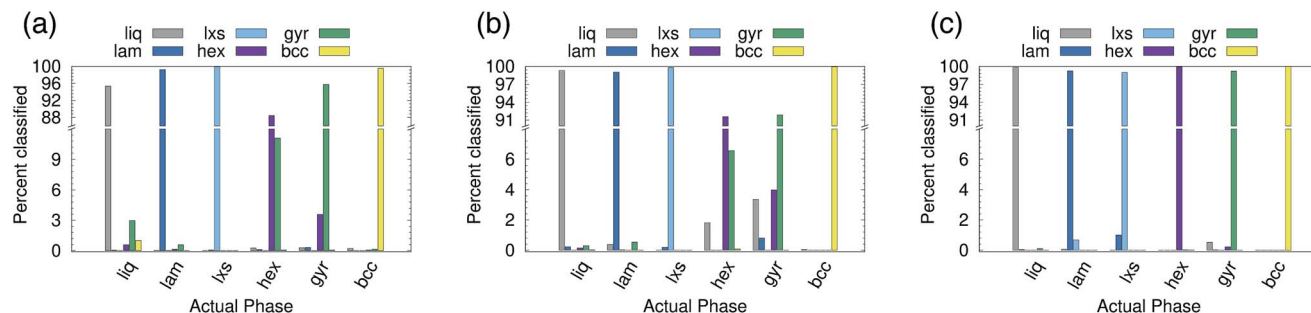 (a)
liq lxs gyr
lam hex bcc
Percent classified
100
96
92
88
9
6
3
0
liq lam lxs hex gyr bcc
Actual Phase
(b)
liq lxs gyr
lam hex bcc
Percent classified
100
97
94
91
6
4
2
0
liq lam lxs hex gyr bcc
Actual Phase
(c)
liq lxs gyr
lam hex bcc
Percent classified
100
97
94
91
6
4
2
0
liq lam lxs hex gyr bcc
Actual Phase